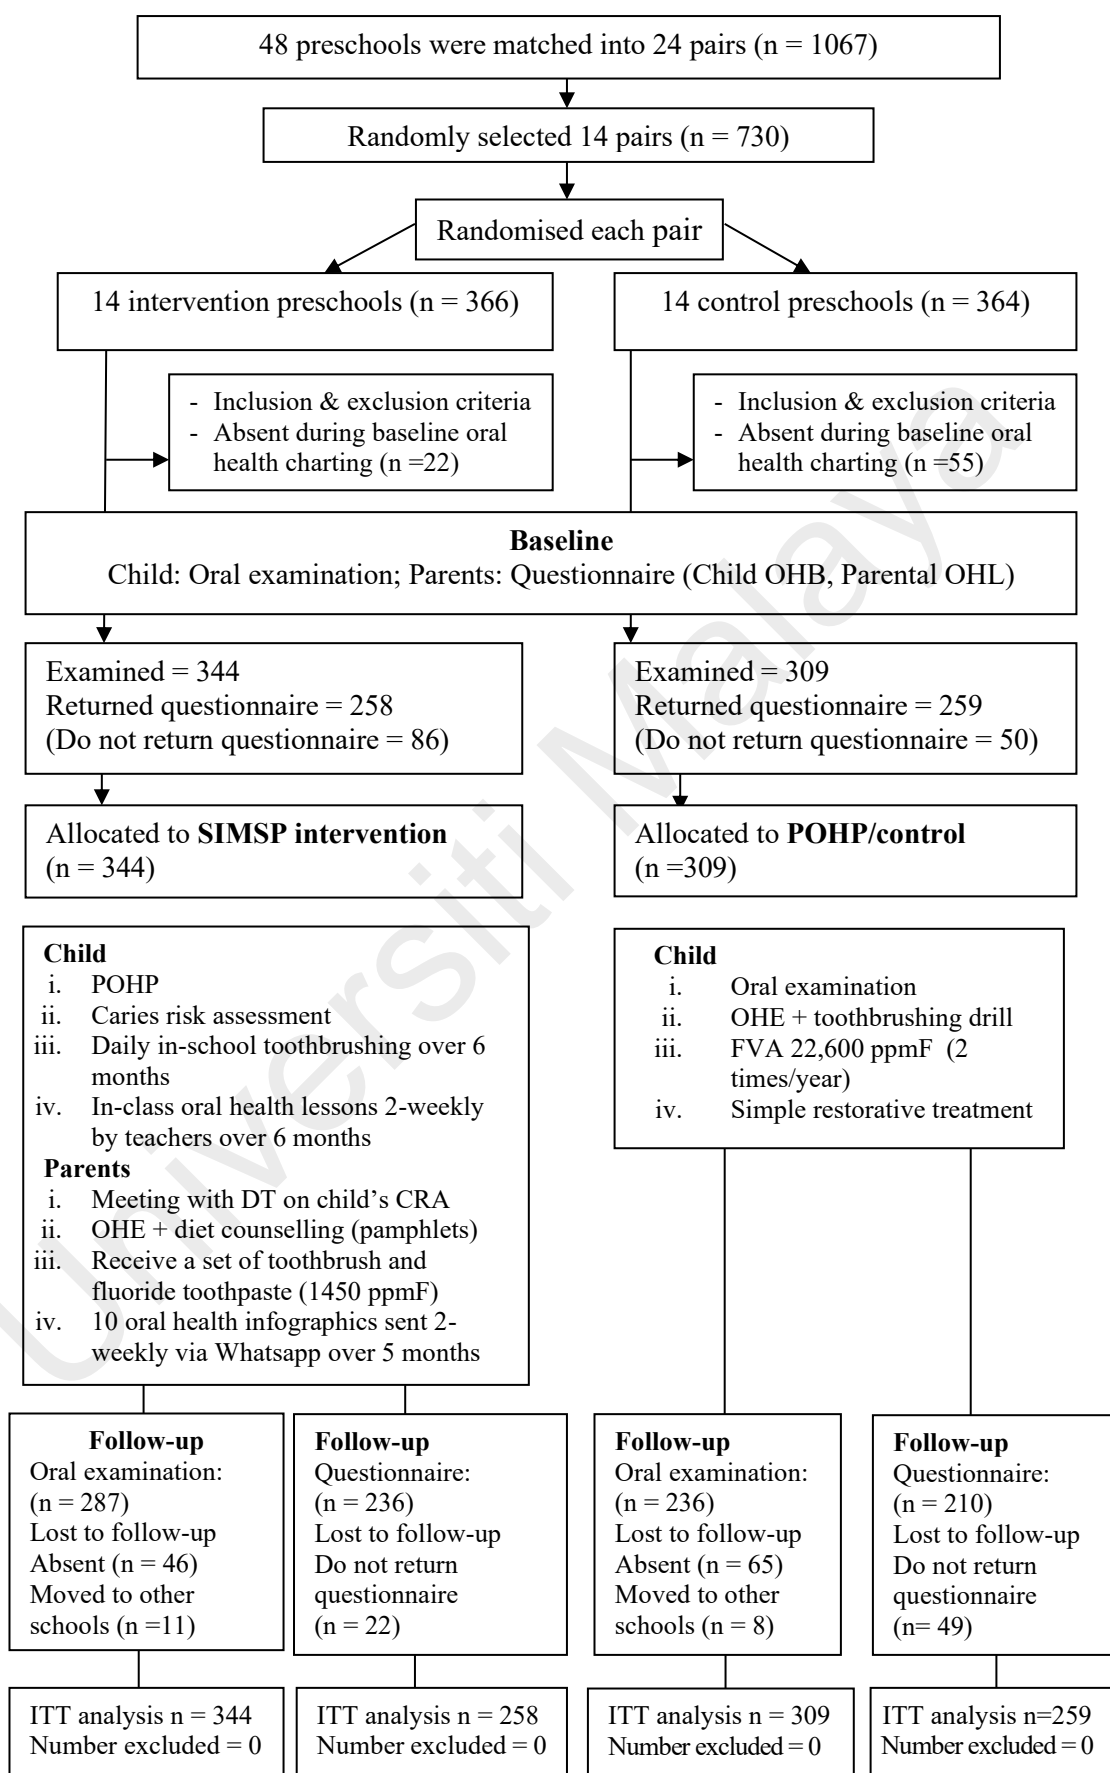 48 preschools were matched into 24 pairs (n = 1067)
Randomly selected 14 pairs (n = 730)
Randomised each pair
14 intervention preschools (n = 366)
14 control preschools (n = 364)
- Inclusion & exclusion criteria
- Absent during baseline oral
health charting (n =22)
- Inclusion & exclusion criteria
- Absent during baseline oral
health charting (n =55)
Baseline
Child: Oral examination; Parents: Questionnaire (Child OHB, Parental OHL)
Examined = 344
Returned questionnaire = 258
(Do not return questionnaire = 86)
Examined = 309
Returned questionnaire = 259
(Do not return questionnaire = 50)
Allocated to SIMSP intervention
(n = 344)
Allocated to POHP/control
(n =309)
Child
i. POHP
ii. Caries risk assessment
iii. Daily in-school toothbrushing over 6
months
iv. In-class oral health lessons 2-weekly
by teachers over 6 months
Parents
i. Meeting with DT on child's CRA
ii. OHE + diet counselling (pamphlets)
iii. Receive a set of toothbrush and
fluoride toothpaste (1450 ppmF)
iv. 10 oral health infographics sent 2-
weekly via Whatsapp over 5 months
Child
i. Oral examination
ii. OHE + toothbrushing drill
iii. FVA 22,600 ppmF (2
times/year)
iv. Simple restorative treatment
Follow-up
Oral examination:
(n = 287)
Lost to follow-up
Absent (n = 46)
Moved to other
schools (n =11)
Follow-up
Questionnaire:
(n = 236)
Lost to follow-up
Do not return
questionnaire
(n = 22)
Follow-up
Oral examination:
(n = 236)
Lost to follow-up
Absent (n = 65)
Moved to other
schools (n = 8)
Follow-up
Questionnaire:
(n = 210)
Lost to follow-up
Do not return
questionnaire
(n= 49)
ITT analysis n = 344
Number excluded = 0
ITT analysis n = 258
Number excluded = 0
ITT analysis n = 309
Number excluded = 0
ITT analysis n=259
Number excluded = 0
Universiti Malaya